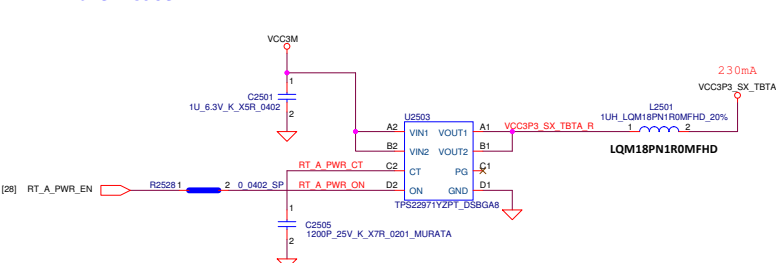 VCC3M
230mA
VCC3P3_SX_TBTA
1
C2501
1U_6.3V_K_X5R_0402
2
L2501
1UH_LQM18PN1R0MFHD_20%
1 2
LQM18PN1R0MFHD
U2503
A2 VIN1 VOUT1 A1 VCC3P3_SX_TBTA_R
B2 VIN2 VOUT2 B1
RT_A_PWR_CT C2 CT PG C1
[28] RT_A_PWR_EN R2528 1 2 0_0402_SP RT_A_PWR_ON D2 ON GND D1
TPS22971YZPT_DSBGA8
1
C2505
1200P_25V_K_X7R_0201_MURATA
2